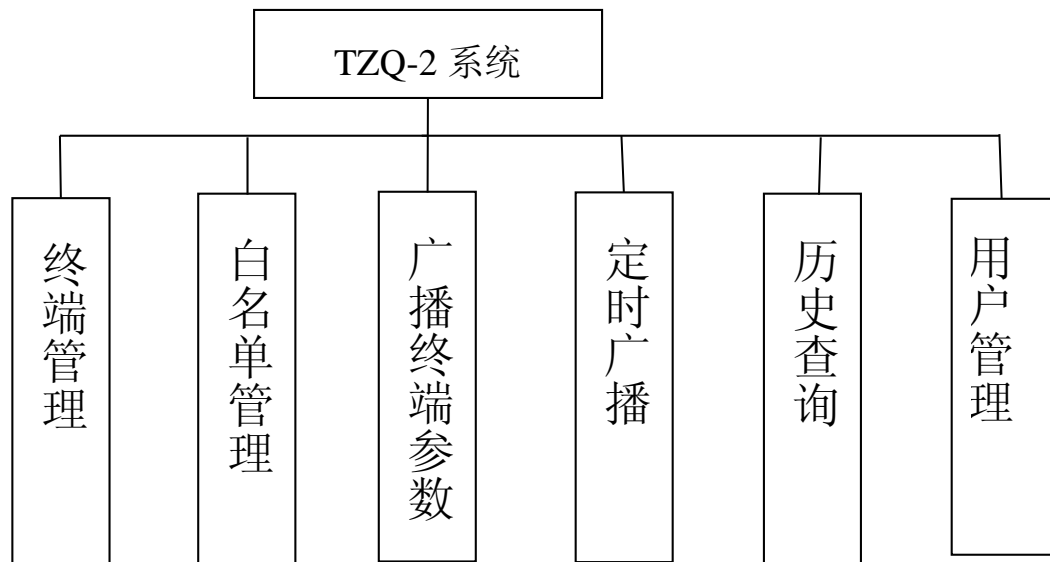 TZQ-2 系统
终端管理
白名单管理
广播终端参数
定时广播
历史查询
用户管理